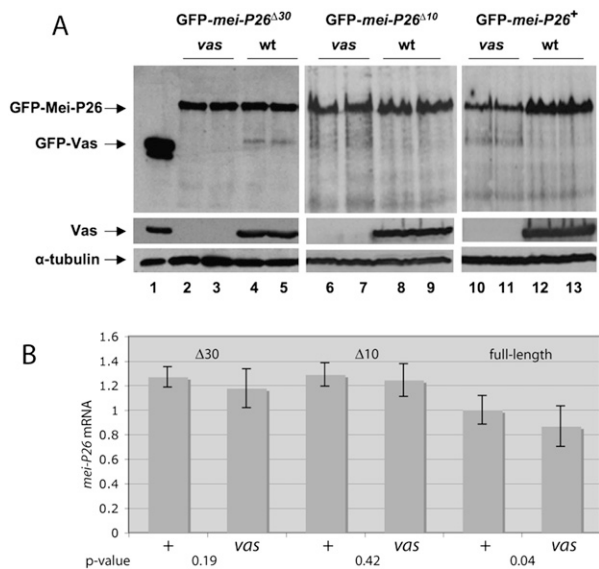 A
GFP-mei-P26Δ30 GFP-mei-P26Δ10 GFP-mei-P26+
vas wt vas wt vas wt
GFP-Mei-P26
GFP-Vas
Vas
α-tubulin
1 2 3 4 5 6 7 8 9 10 11 12 13
B
1.6
1.4
1.2
1
0.8
0.6
0.4
0.2
0
mei-P26 mRNA
Δ30 Δ10 full-length
+ vas + vas + vas
p-value 0.19 0.42 0.04